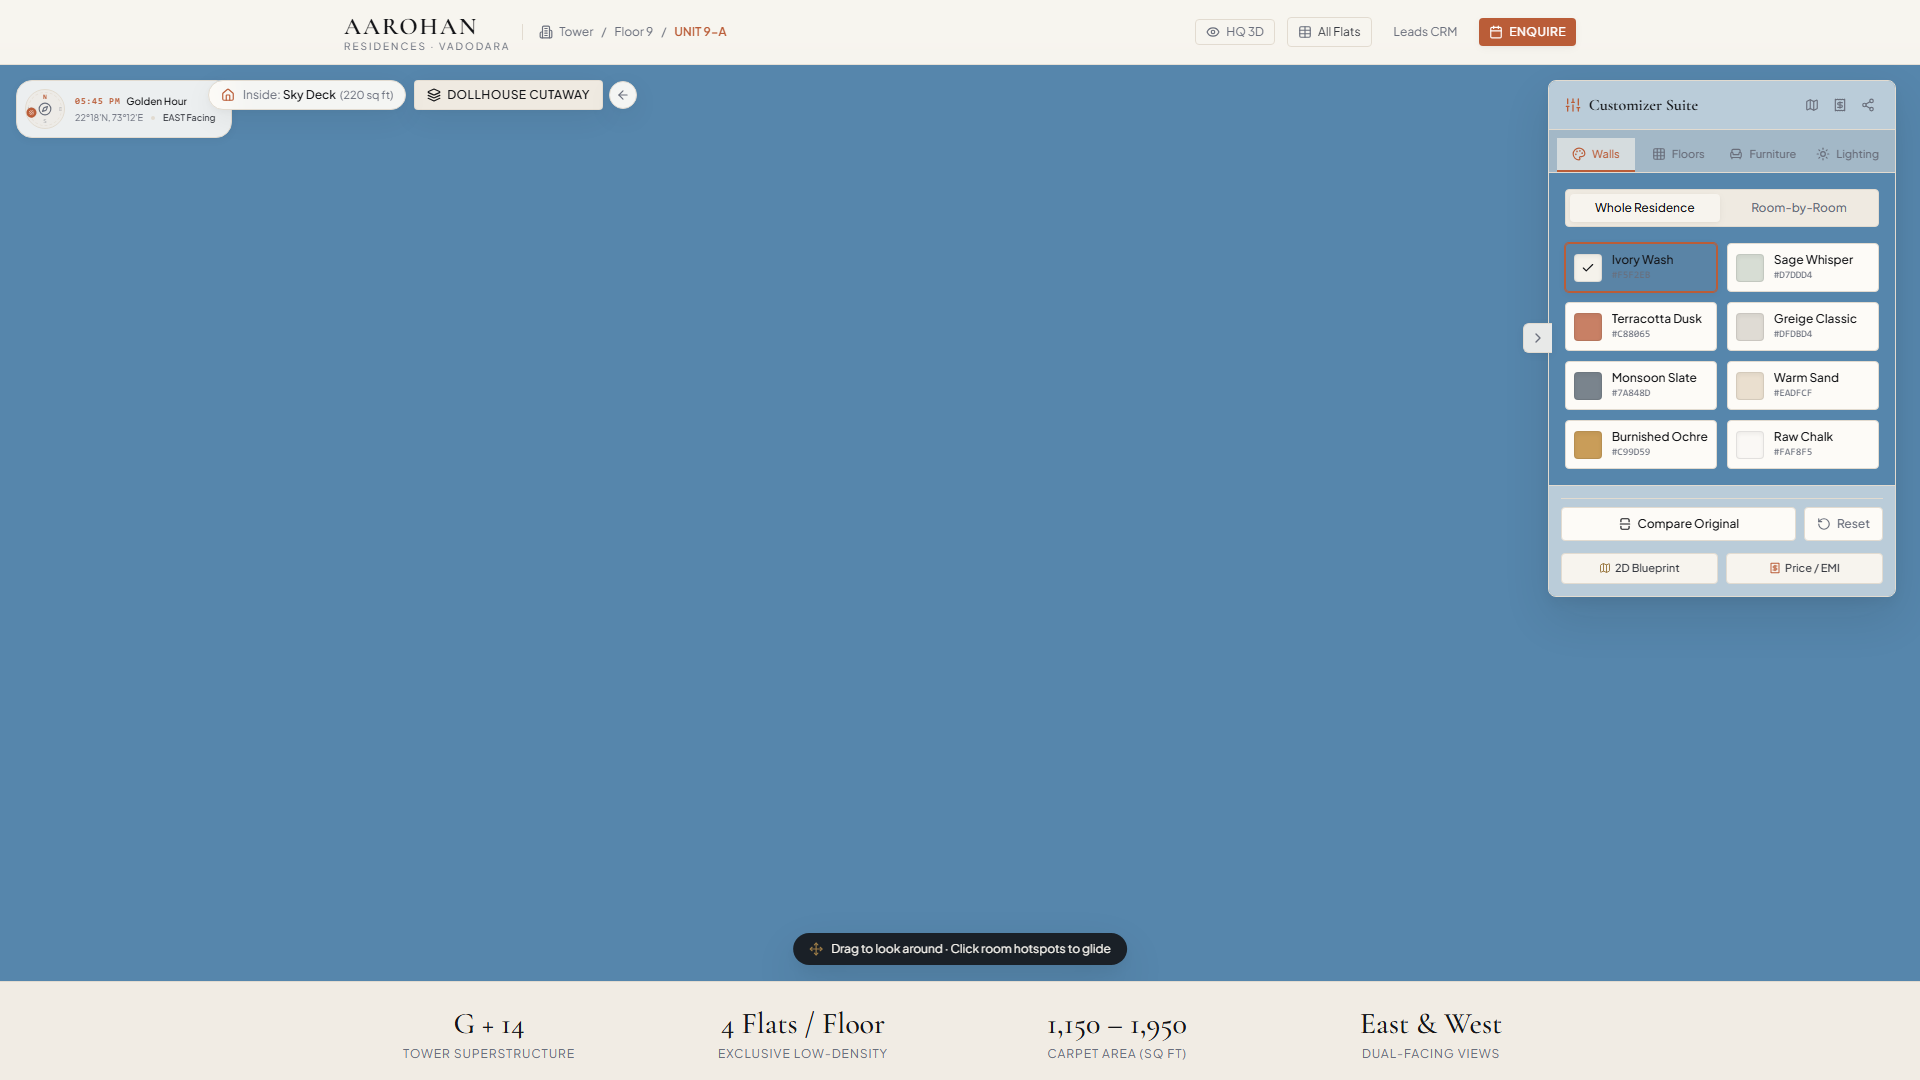 AAROHAN
RESIDENCES · VADODARA
Tower / Floor 9 / UNIT 9-A
HQ 3D
All Flats
Leads CRM
ENQUIRE
N
05:45 PM Golden Hour
22°18'N, 73°12'E EAST Facing
Inside: Sky Deck (220 sq ft)
DOLLHOUSE CUTAWAY
Customizer Suite
Walls
Floors
Furniture
Lighting
Whole Residence
Room-by-Room
Ivory Wash
Sage Whisper
#D7DDD4
Terracotta Dusk
#C88065
Greige Classic
#DFDBD4
Monsoon Slate
#7A848D
Warm Sand
#EADFCF
Burnished Ochre
#C99D59
Raw Chalk
#FAF8F5
Compare Original
Reset
2D Blueprint
Price / EMI
Drag to look around · Click room hotspots to glide
G + 14
TOWER SUPERSTRUCTURE
4 Flats / Floor
EXCLUSIVE LOW-DENSITY
1,150 – 1,950
CARPET AREA (SQ FT)
East & West
DUAL-FACING VIEWS